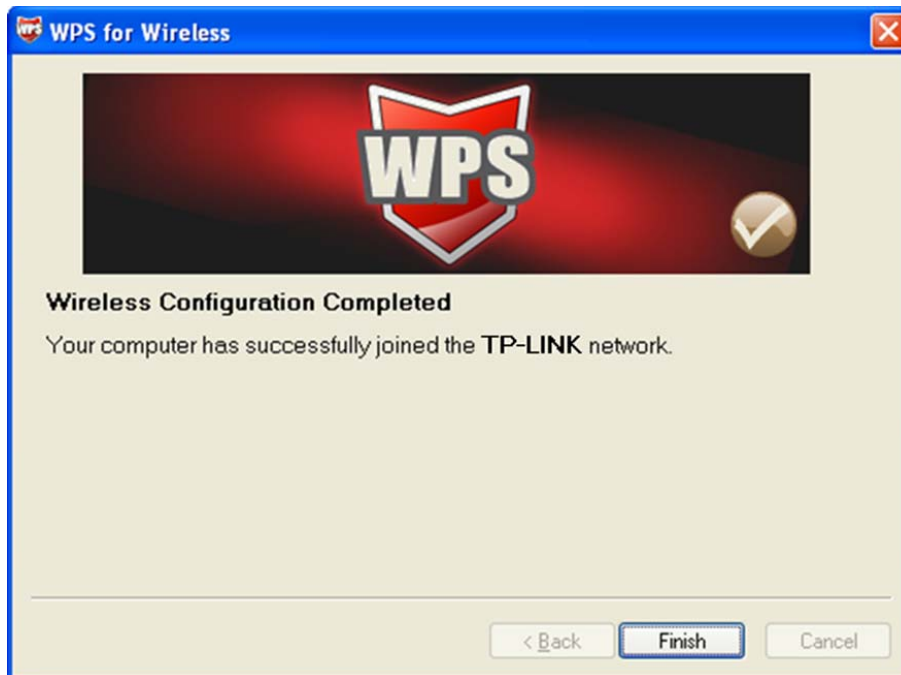 WPS for Wireless
WPS
Wireless Configuration Completed
Your computer has successfully joined the TP-LINK network.
< Back
Finish
Cancel